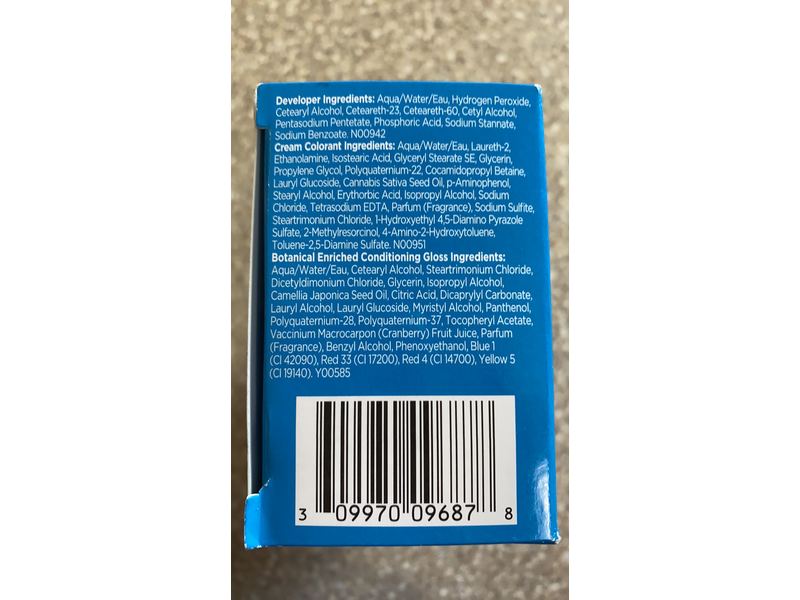 Developer Ingredients: Aqua/Water/Eau, Hydrogen Peroxide,
Cetearyl Alcohol, Ceteareth-23, Ceteareth-60, Cetyl Alcohol,
Pentasodium Pentetate, Phosphoric Acid, Sodium Stannate,
Sodium Benzoate. N00942
Cream Colorant Ingredients: Aqua/Water/Eau, Laureth-2,
Ethanolamine, Isostearic Acid, Glyceryl Stearate SE, Glycerin,
Propylene Glycol, Polyquaternium-22, Cocamidopropyl Betaine,
Lauryl Glucoside, Cannabis Sativa Seed Oil, p-Aminophenol,
Stearyl Alcohol, Erythorbic Acid, Isopropyl Alcohol, Sodium
Chloride, Tetrasodium EDTA, Parfum (Fragrance), Sodium Sulfite,
Steartrimonium Chloride, 1-Hydroxyethyl 4,5-Diamino Pyrazole
Sulfate, 2-Methylresorcinol, 4-Amino-2-Hydroxytoluene,
Toluene-2,5-Diamine Sulfate. N00951
Botanical Enriched Conditioning Gloss Ingredients:
Aqua/Water/Eau, Cetearyl Alcohol, Steartrimonium Chloride,
Dicetyldimonium Chloride, Glycerin, Isopropyl Alcohol,
Camellia Japonica Seed Oil, Citric Acid, Dicaprylyl Carbonate,
Lauryl Alcohol, Lauryl Glucoside, Myristyl Alcohol, Panthenol,
Polyquaternium-28, Polyquaternium-37, Tocopheryl Acetate,
Vaccinium Macrocarpon (Cranberry) Fruit Juice, Parfum
(Fragrance), Benzyl Alcohol, Phenoxyethanol, Blue 1
(CI 42090), Red 33 (CI 17200), Red 4 (CI 14700), Yellow 5
(CI 19140). Y00585
3 09970 09687 8